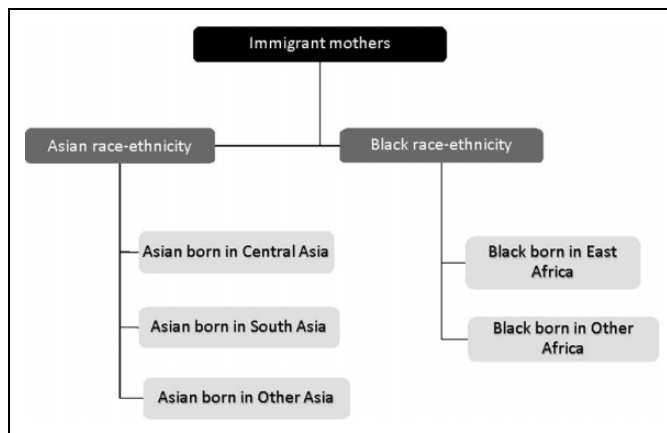 Immigrant mothers
Asian race-ethnicity
Black race-ethnicity
Asian born in Central Asia
Asian born in South Asia
Asian born in Other Asia
Black born in East
Africa
Black born in Other
Africa